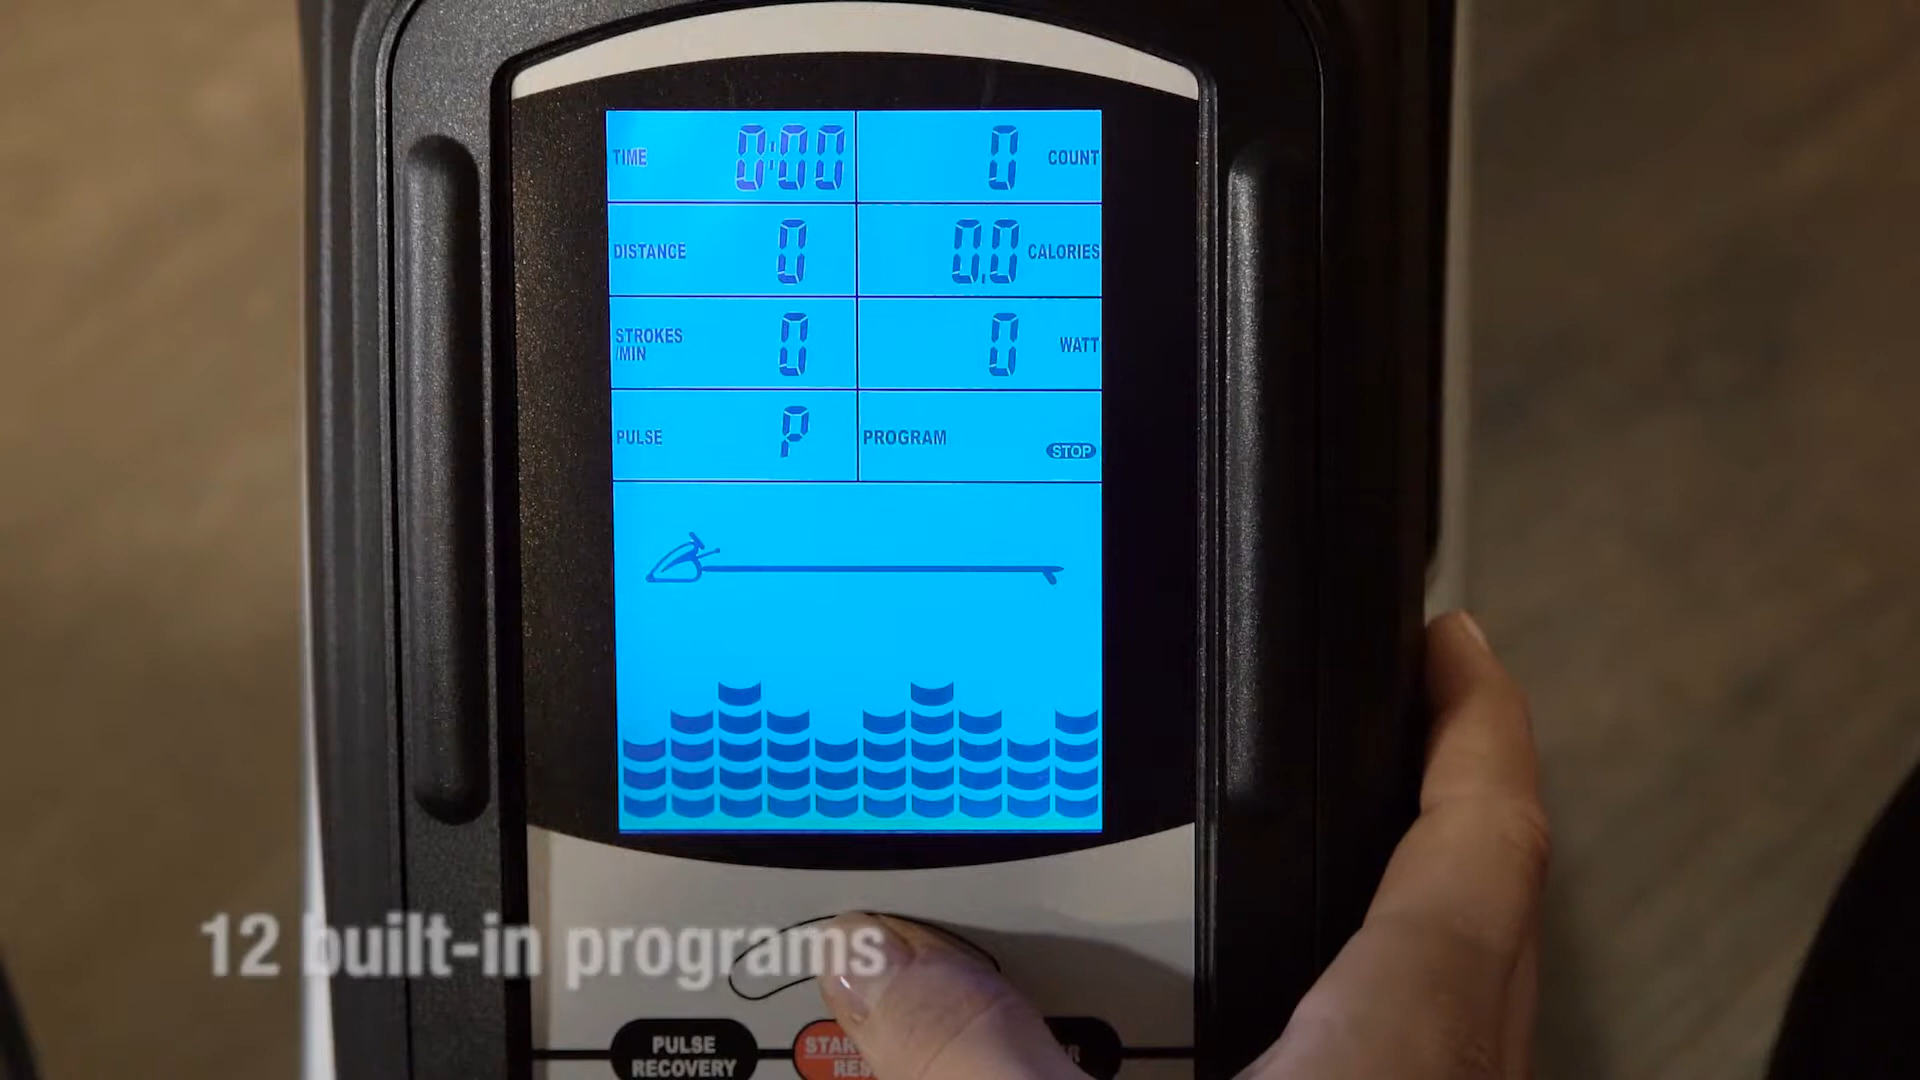 TIME 0:00 0 COUNT
DISTANCE 0 0.0 CALORIES
STROKES
/MIN 0 0 WATT
PULSE P PROGRAM STOP
12 built-in programs
PULSE
RECOVERY